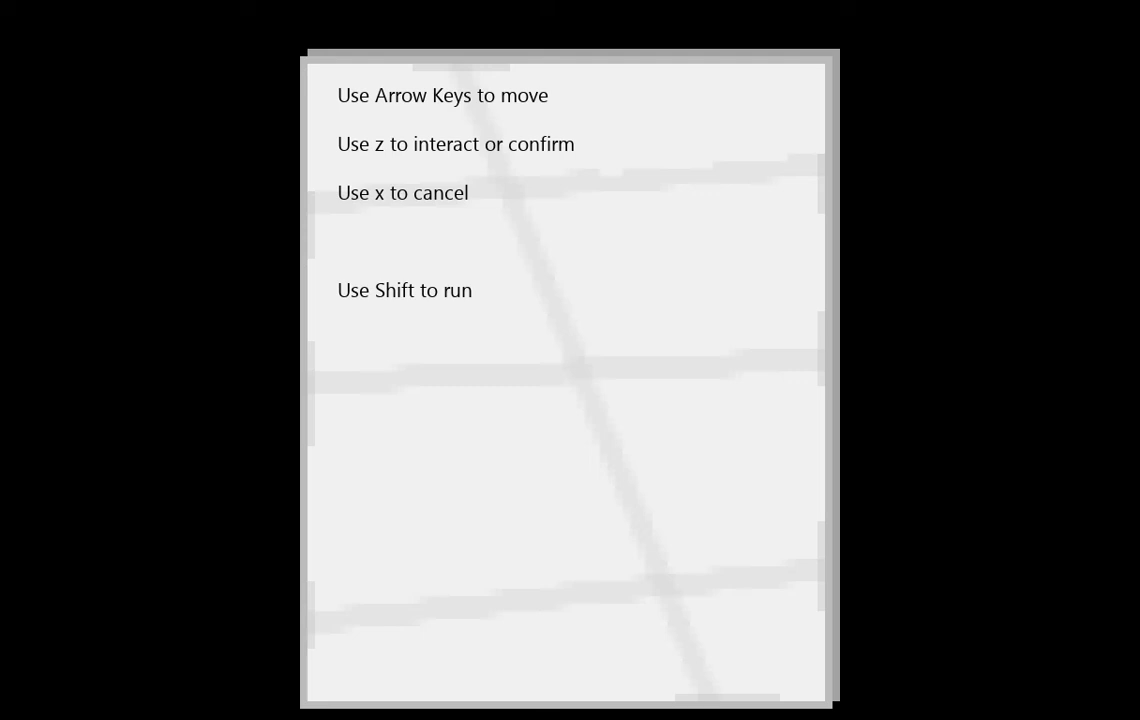 Use Arrow Keys to move
Use z to interact or confirm
Use x to cancel
Use Shift to run